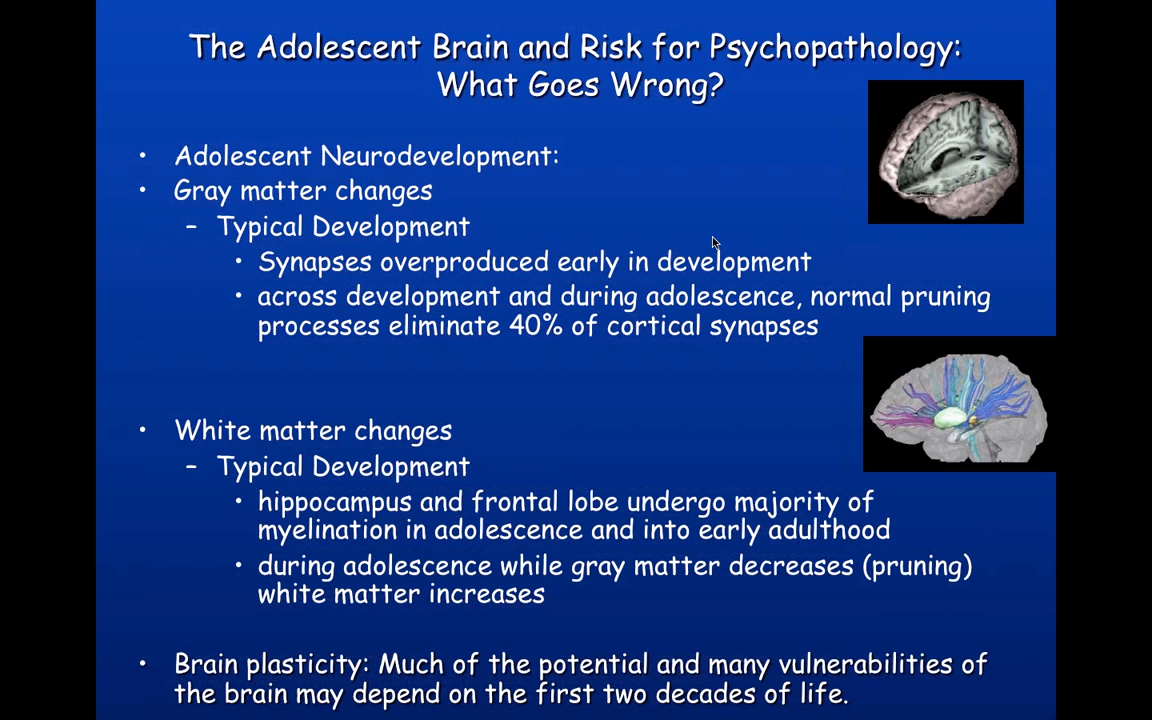 The Adolescent Brain and Risk for Psychopathology:
What Goes Wrong?
• Adolescent Neurodevelopment:
• Gray matter changes
– Typical Development
• Synapses overproduced early in development
• across development and during adolescence, normal pruning
processes eliminate 40% of cortical synapses
• White matter changes
– Typical Development
• hippocampus and frontal lobe undergo majority of
myelination in adolescence and into early adulthood
• during adolescence while gray matter decreases (pruning)
white matter increases
• Brain plasticity: Much of the potential and many vulnerabilities of
the brain may depend on the first two decades of life.